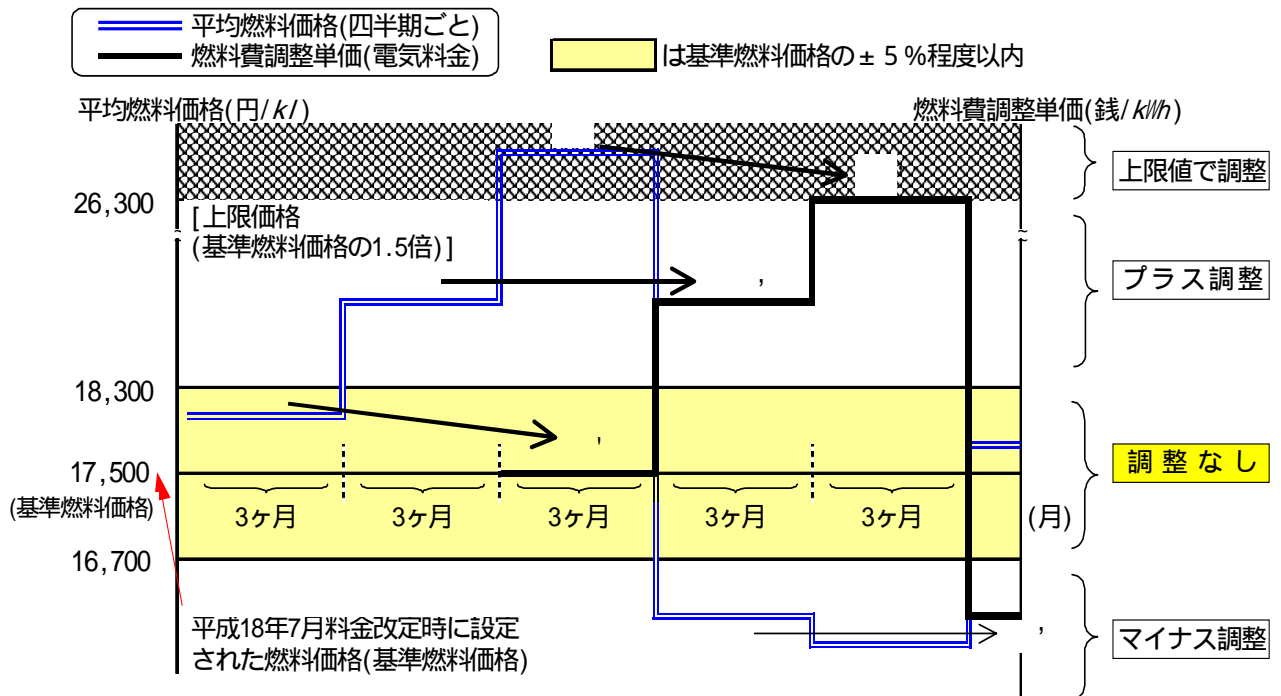 平均燃料価格(四半期ごと)
燃料費調整単価(電気料金)
は基準燃料価格の±5%程度以内
平均燃料価格(円/kl)
燃料費調整単価(銭/kWh)
上限値で調整
26,300
[上限価格
(基準燃料価格の1.5倍)]
プラス調整
18,300
17,500
(基準燃料価格)
調整なし
3ヶ月 3ヶ月 3ヶ月 3ヶ月 3ヶ月 (月)
16,700
平成18年7月料金改定時に設定
された燃料価格(基準燃料価格)
マイナス調整